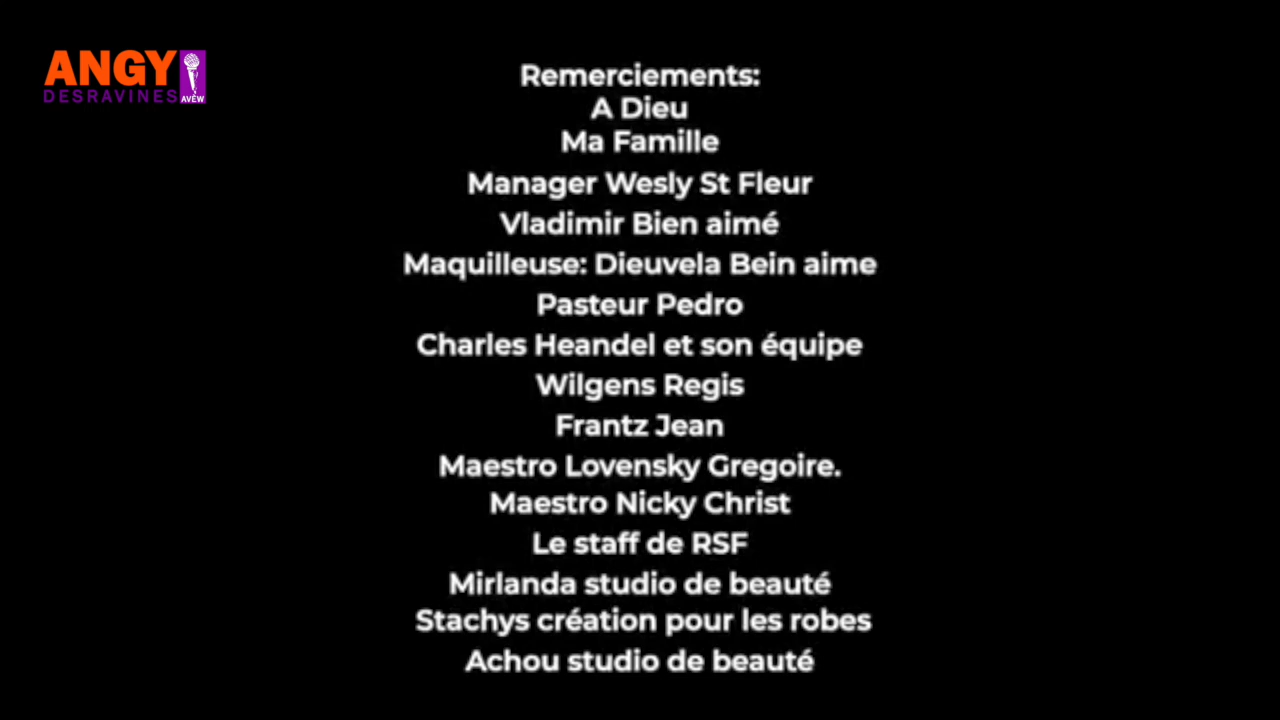 ANGY
DESRAVINES
AVÈW
Remerciements:
A Dieu
Ma Famille
Manager Wesly St Fleur
Vladimir Bien aimé
Maquilleuse: Dieuvela Bein aime
Pasteur Pedro
Charles Heandel et son équipe
Wilgens Regis
Frantz Jean
Maestro Lovensky Gregoire.
Maestro Nicky Christ
Le staff de RSF
Mirlanda studio de beauté
Stachys création pour les robes
Achou studio de beauté